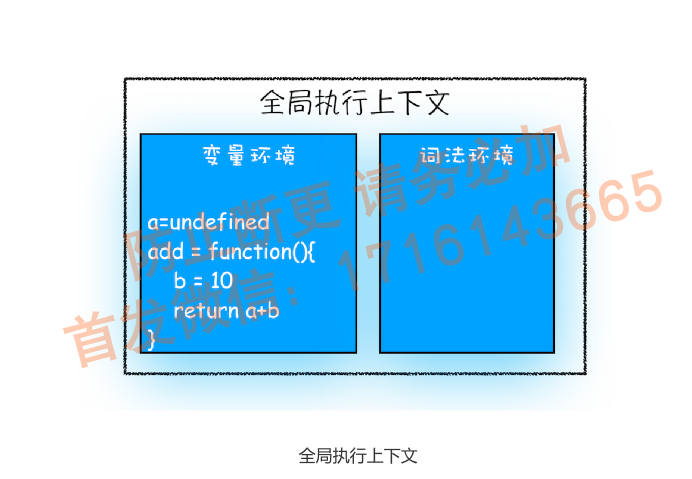 全局执行上下文
变量环境
词法环境
a=undefined
add = function(){
b = 10
return a+b
}
防止断更 请务必加
首发微信：1716143665
全局执行上下文